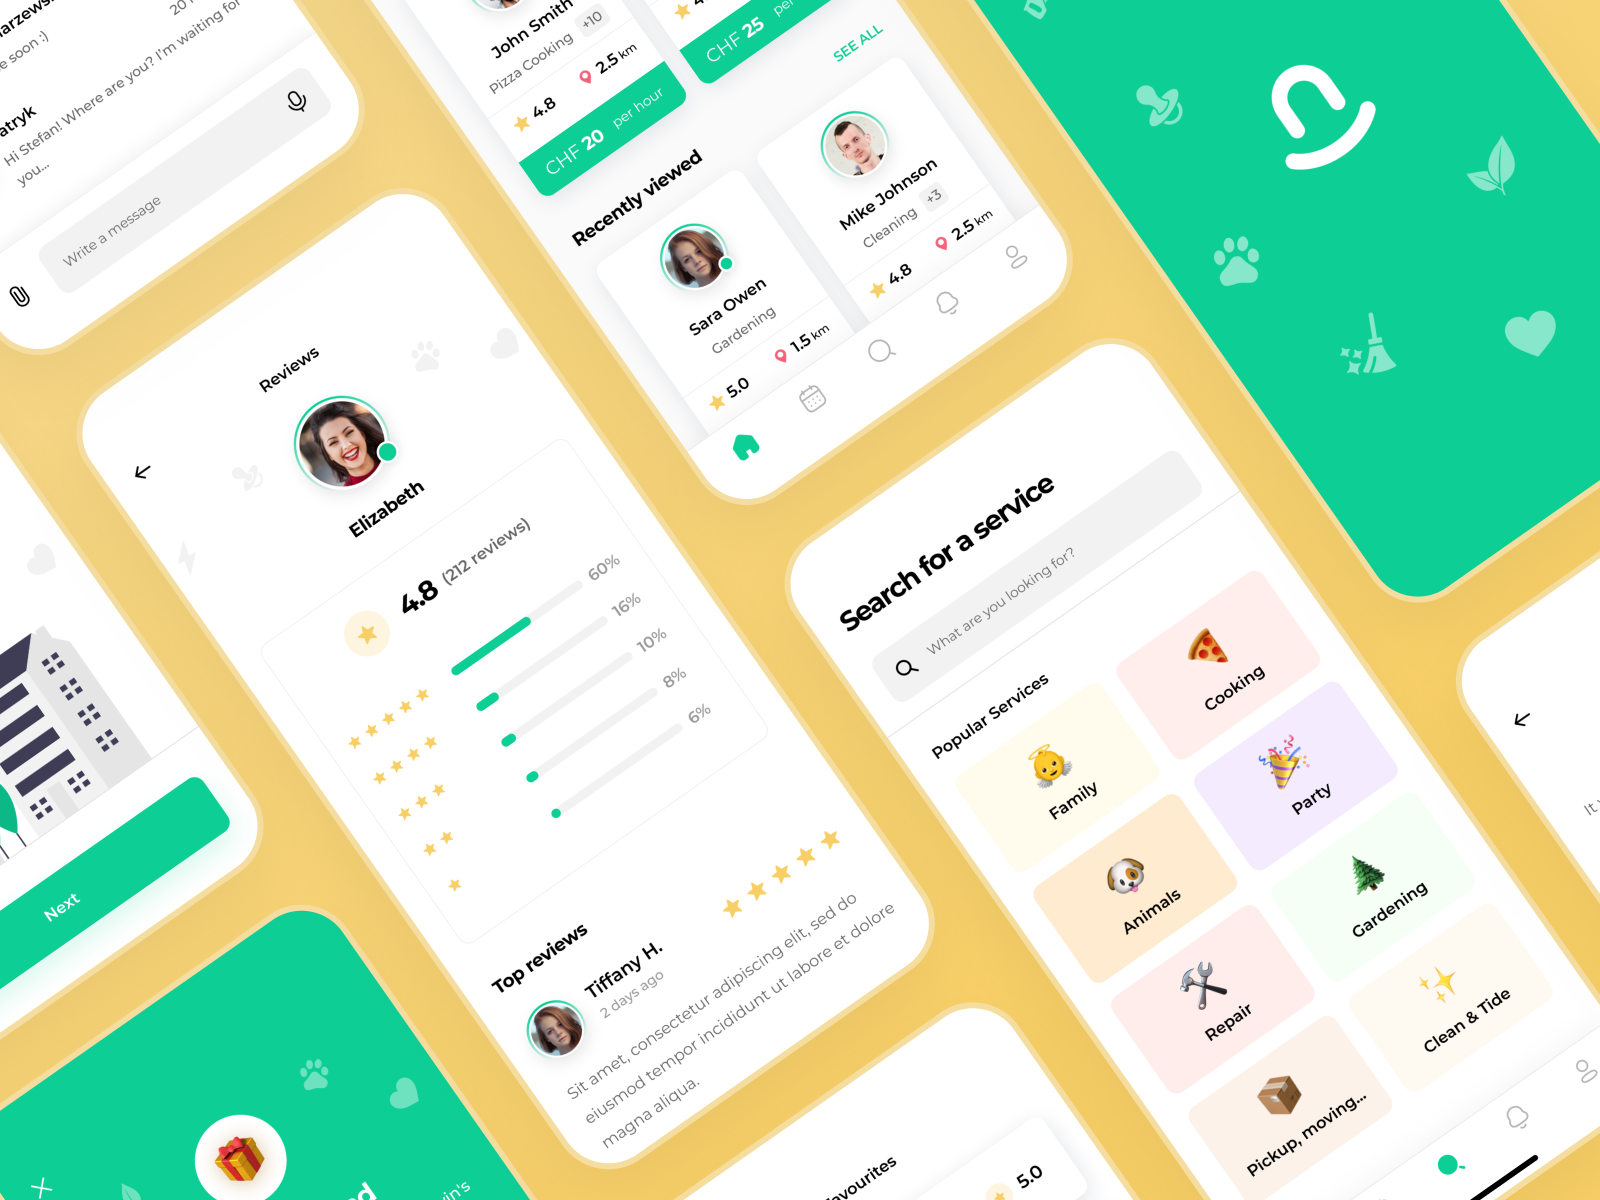 20
e soon :)
atryk
Hi Stefan! Where are you? I'm waiting for
you...
Write a message
John Smith
Pizza Cooking +10
4.8 2.5 km
CHF 20 per hour
CHF 25 per
SEE ALL
Recently viewed
Sara Owen
Gardening
5.0 1.5 km
Mike Johnson
Cleaning +3
4.8 2.5 km
Reviews
Elizabeth
4.8 (212 reviews)
60%
16%
10%
8%
6%
Top reviews
Tiffany H.
2 days ago
Sit amet, consectetur adipiscing elit, sed do
eiusmod tempor incididunt ut labore et dolore
magna aliqua.
Next
Search for a service
What are you looking for?
Popular Services
Family
Cooking
Animals
Party
Repair
Gardening
Pickup, moving...
Clean & Tide
avourites
5.0
It